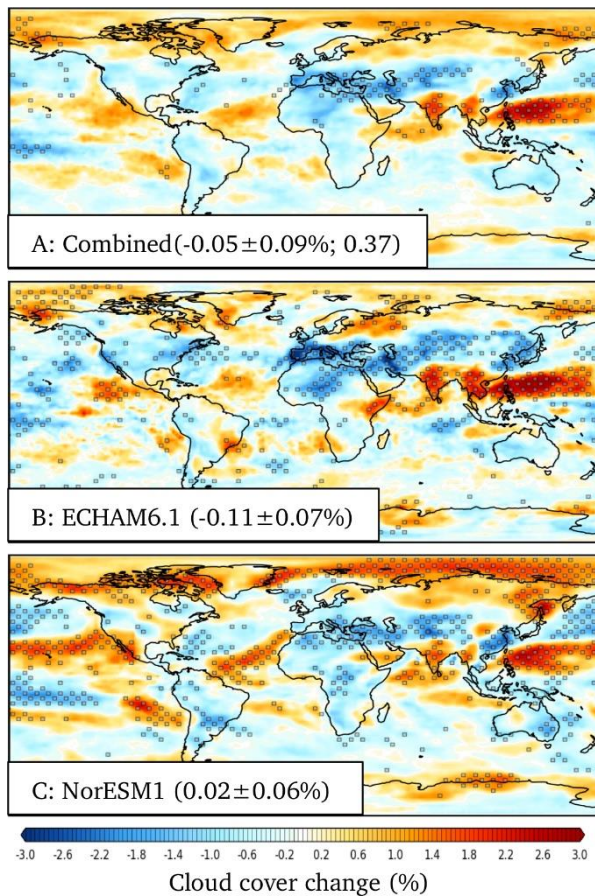 A: Combined(-0.05±0.09%; 0.37)
B: ECHAM6.1 (-0.11±0.07%)
C: NorESM1 (0.02±0.06%)
-3.0 -2.6 -2.2 -1.8 -1.4 -1.0 -0.6 -0.2 0.2 0.6 1.0 1.4 1.8 2.2 2.6 3.0
Cloud cover change (%)